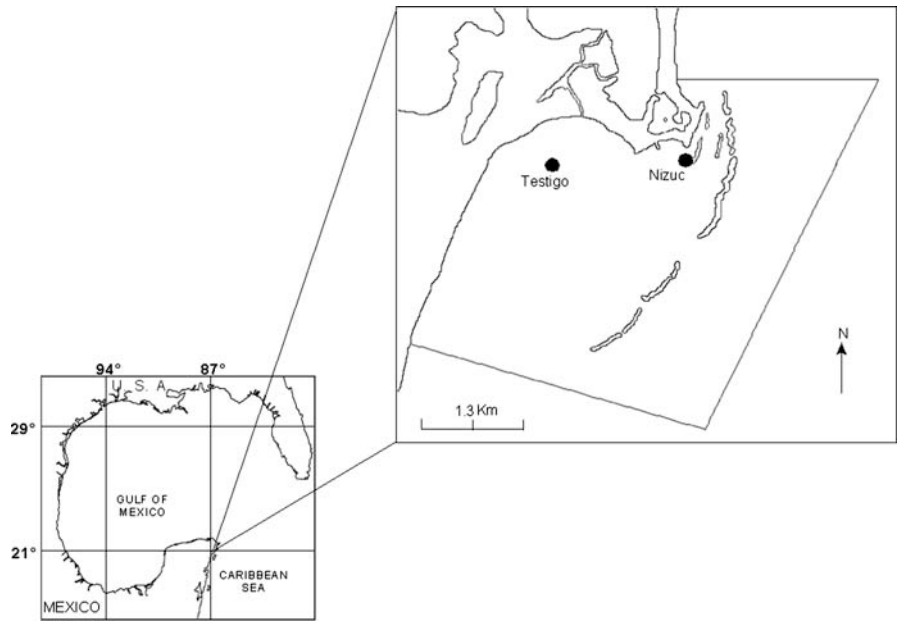 Testigo
Nizuc
N
1.3 Km
94° 87°
U. S. A.
29°
GULF OF
MEXICO
21°
CARIBBEAN
SEA
MEXICO